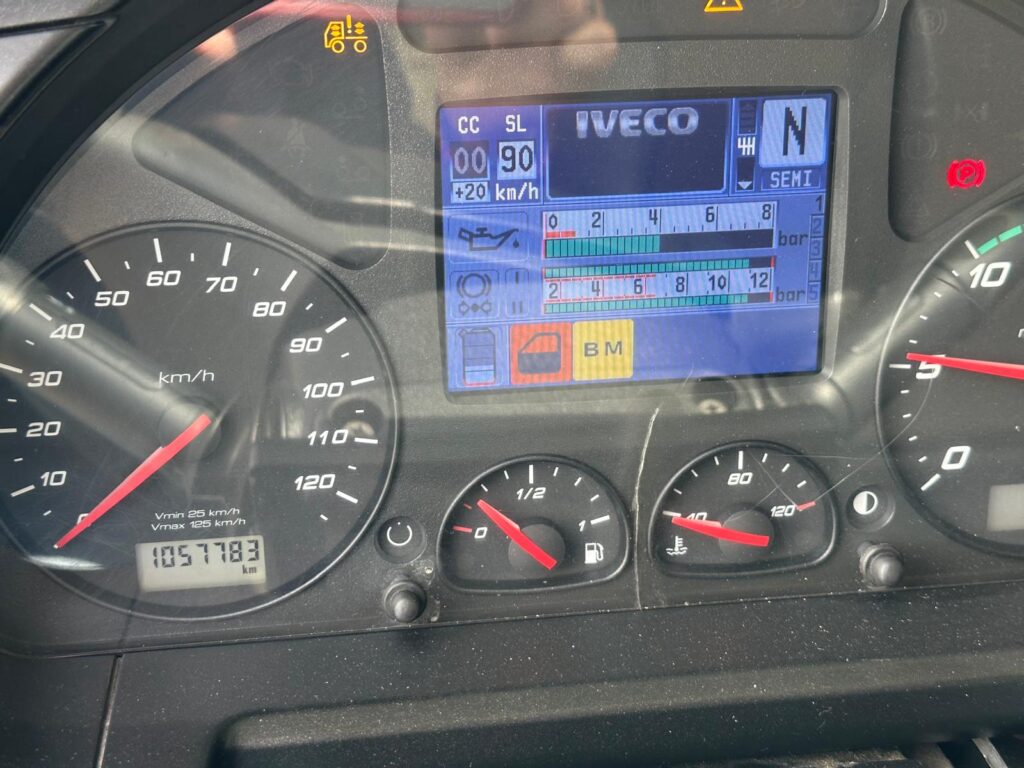 IVECO
CC SL
00 90
+20 km/h
N
SEMI
0 2 4 6 8
bar
2 4 6 8 10 12
bar
I
II
1
2
3
4
5
BM
0 10 20 30 40 50 60 70 80 90 100 110 120
km/h
Vmin 25 km/h
Vmax 125 km/h
1057783
km
0 1/2 1
40 80 120
0 5 10
P